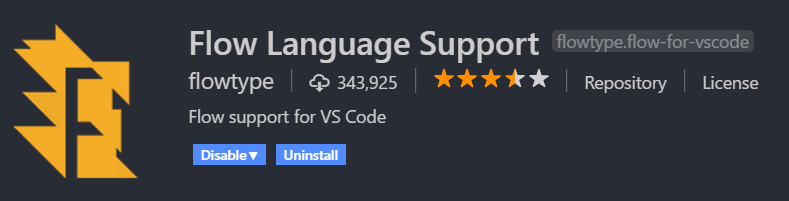 Flow Language Support flowtype.flow-for-vscode
flowtype 343,925 Repository License
Flow support for VS Code
Disable▼ Uninstall